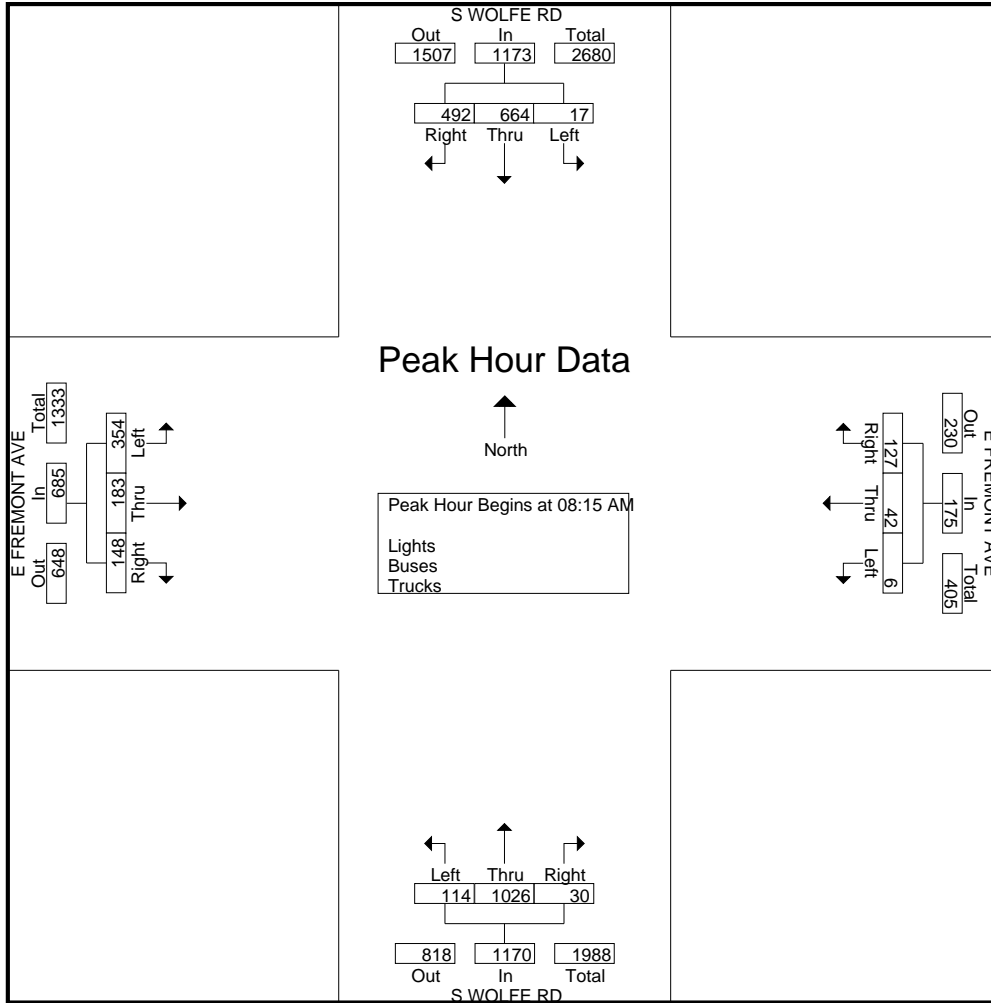 S WOLFE RD
Out In Total
1507 1173 2680
492 664 17
Right Thru Left
Peak Hour Data
North
Peak Hour Begins at 08:15 AM
Lights
Buses
Trucks
E FREMONT AVE
Out In Total
648 685 1333
Left Thru Right
354 183 148
E FREMONT AVE
Out In Total
230 175 405
Right Thru Left
127 42 6
Left Thru Right
114 1026 30
818 1170 1988
Out In Total
S WOLFE RD